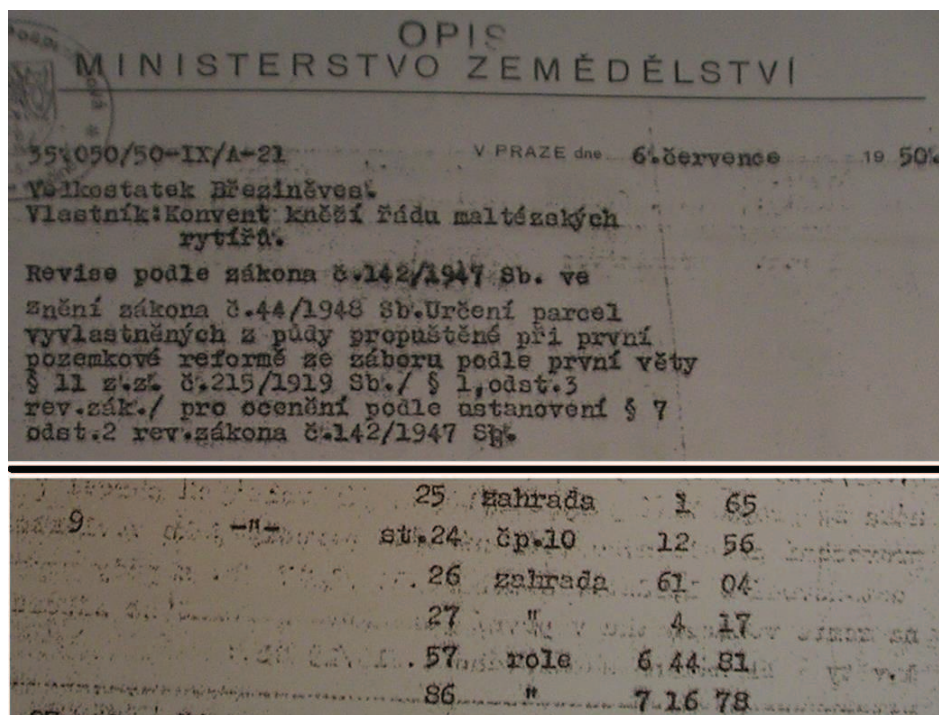 OPIS
MINISTERSTVO ZEMĚDĚLSTVÍ
35.050/50-IX/A-21 V PRAZE dne 6.července 19 50.
Velkostatek Březiněves.
Vlastník:Konvent kněží řádu maltézských
rytířů.
Revise podle zákona č.142/1947 Sb. ve
znění zákona č.44/1948 Sb.Určení parcel
vyvlastněných z půdy propuštěné při první
pozemkové reformě ze záboru podle první věty
§ 11 z.z. č.215/1919 Sb./ § 1,odst.3
rev.zák./ pro ocenění podle ustanovení § 7
odst.2 rev.zákona č.142/1947 Sb.
25 zahrada 1 65
9 -"- st.24 čp.10 12 56
26 zahrada 61 04
27 " 4 17
57 role 6 44 81
86 " 7 16 78